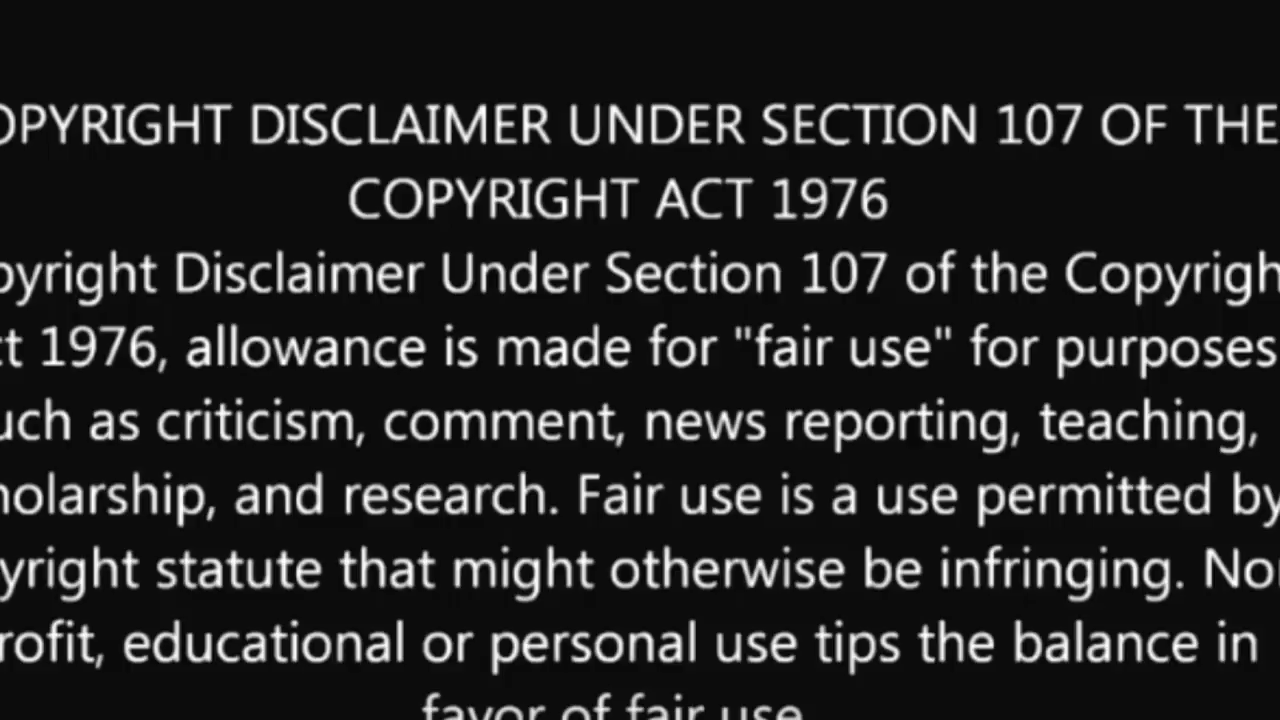 OPYRIGHT DISCLAIMER UNDER SECTION 107 OF THE
COPYRIGHT ACT 1976
pyright Disclaimer Under Section 107 of the Copyrigh
ct 1976, allowance is made for "fair use" for purposes
uch as criticism, comment, news reporting, teaching,
holarship, and research. Fair use is a use permitted by
yright statute that might otherwise be infringing. No
rofit, educational or personal use tips the balance in
favor of fair use